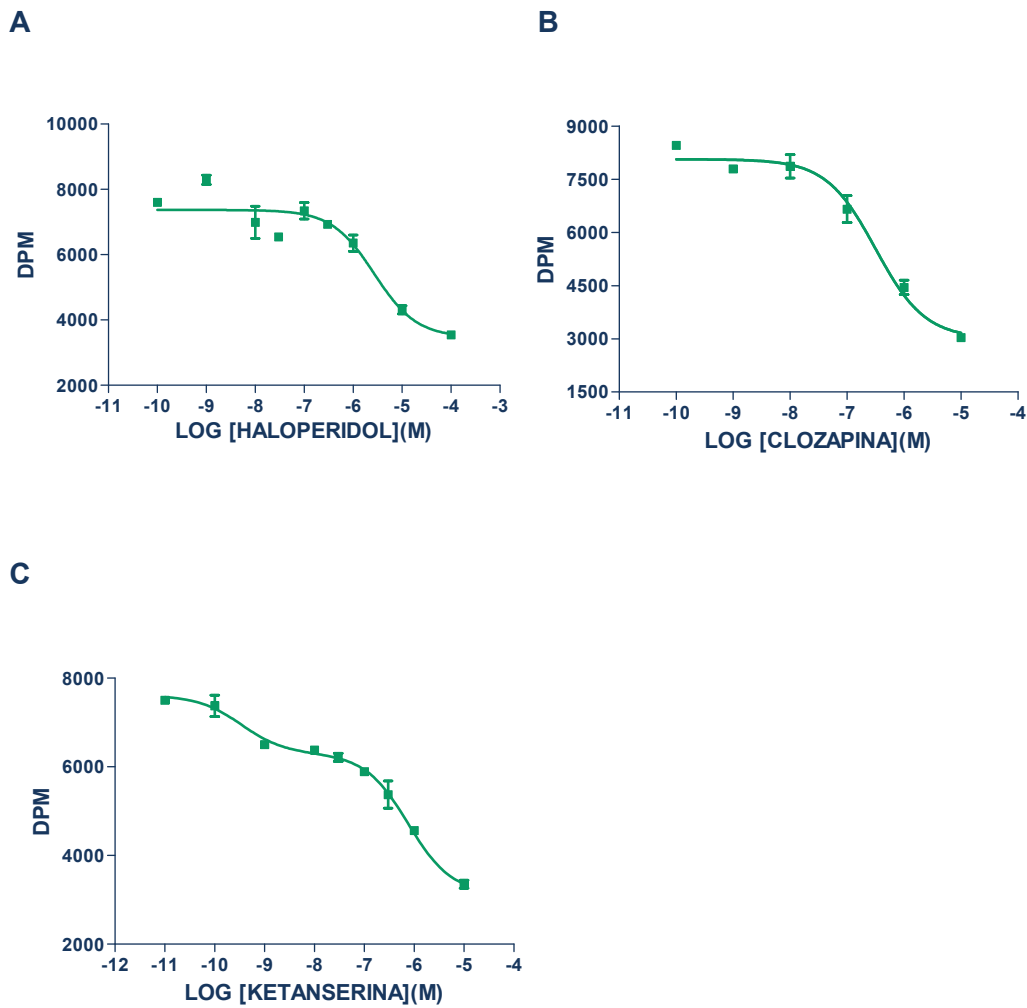 A
10000
8000
6000
4000
2000
DPM
-11 -10 -9 -8 -7 -6 -5 -4 -3
LOG [HALOPERIDOL](M)
B
9000
7500
6000
4500
3000
1500
DPM
-11 -10 -9 -8 -7 -6 -5 -4
LOG [CLOZAPINA](M)
C
8000
6000
4000
2000
DPM
-12 -11 -10 -9 -8 -7 -6 -5 -4
LOG [KETANSERINA](M)